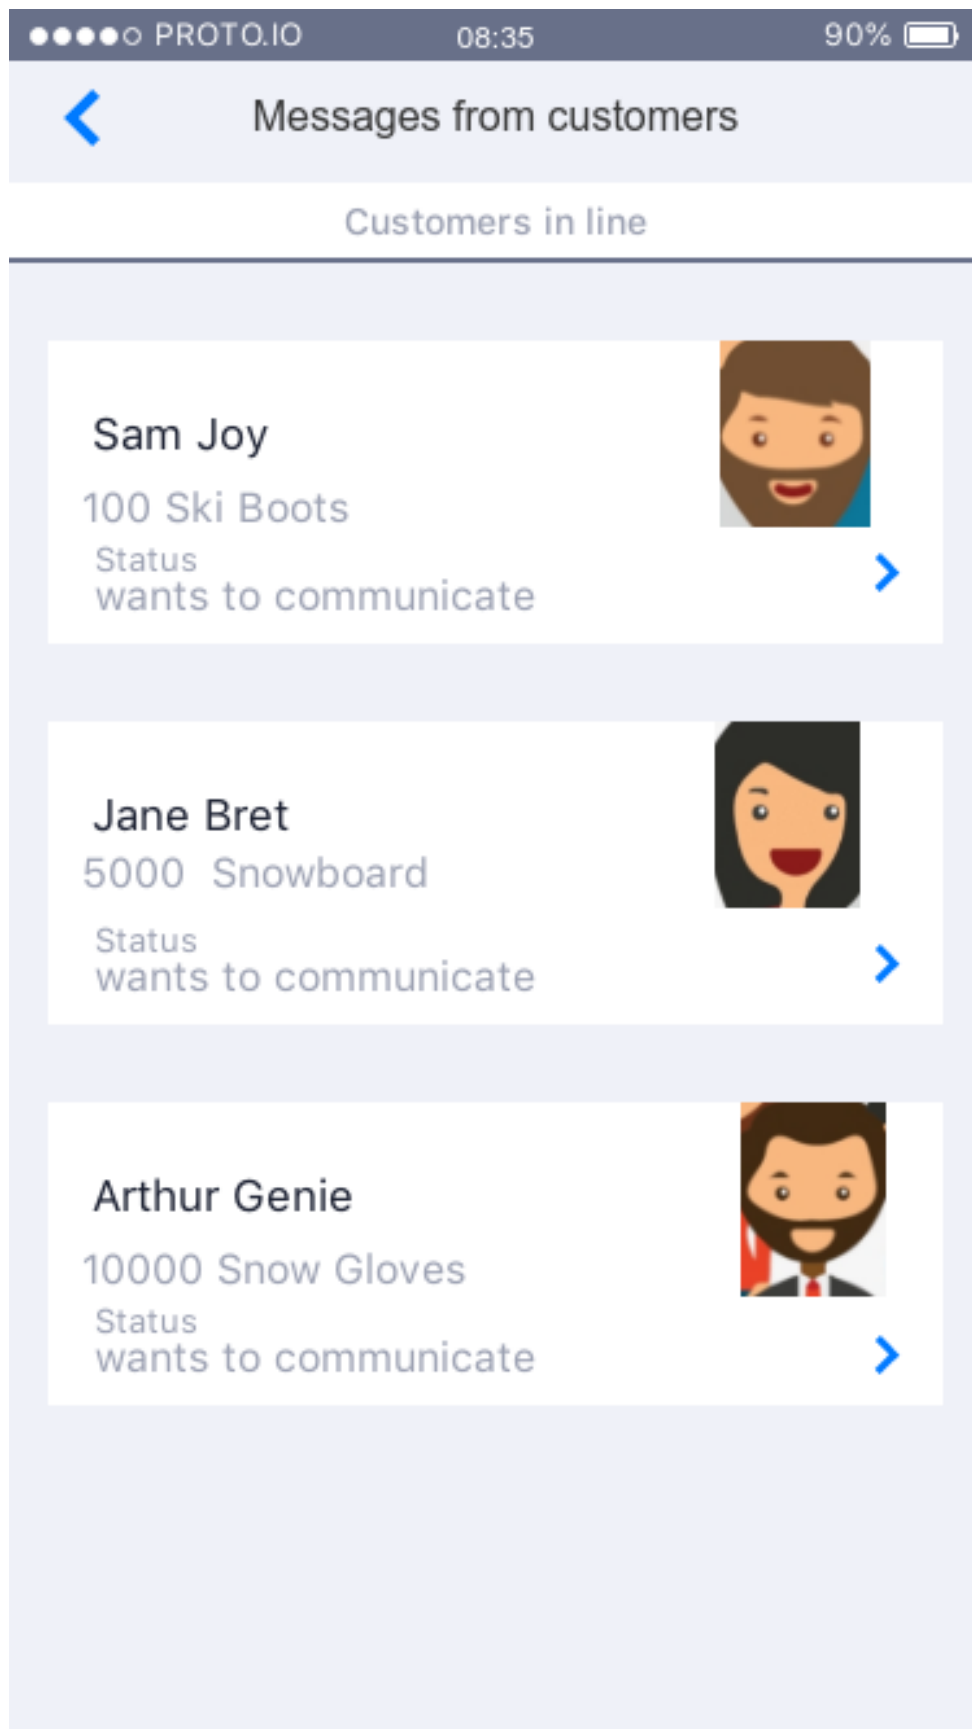 PROTO.IO 08:35 90%
Messages from customers
Customers in line
Sam Joy
100 Ski Boots
Status
wants to communicate
Jane Bret
5000 Snowboard
Status
wants to communicate
Arthur Genie
10000 Snow Gloves
Status
wants to communicate